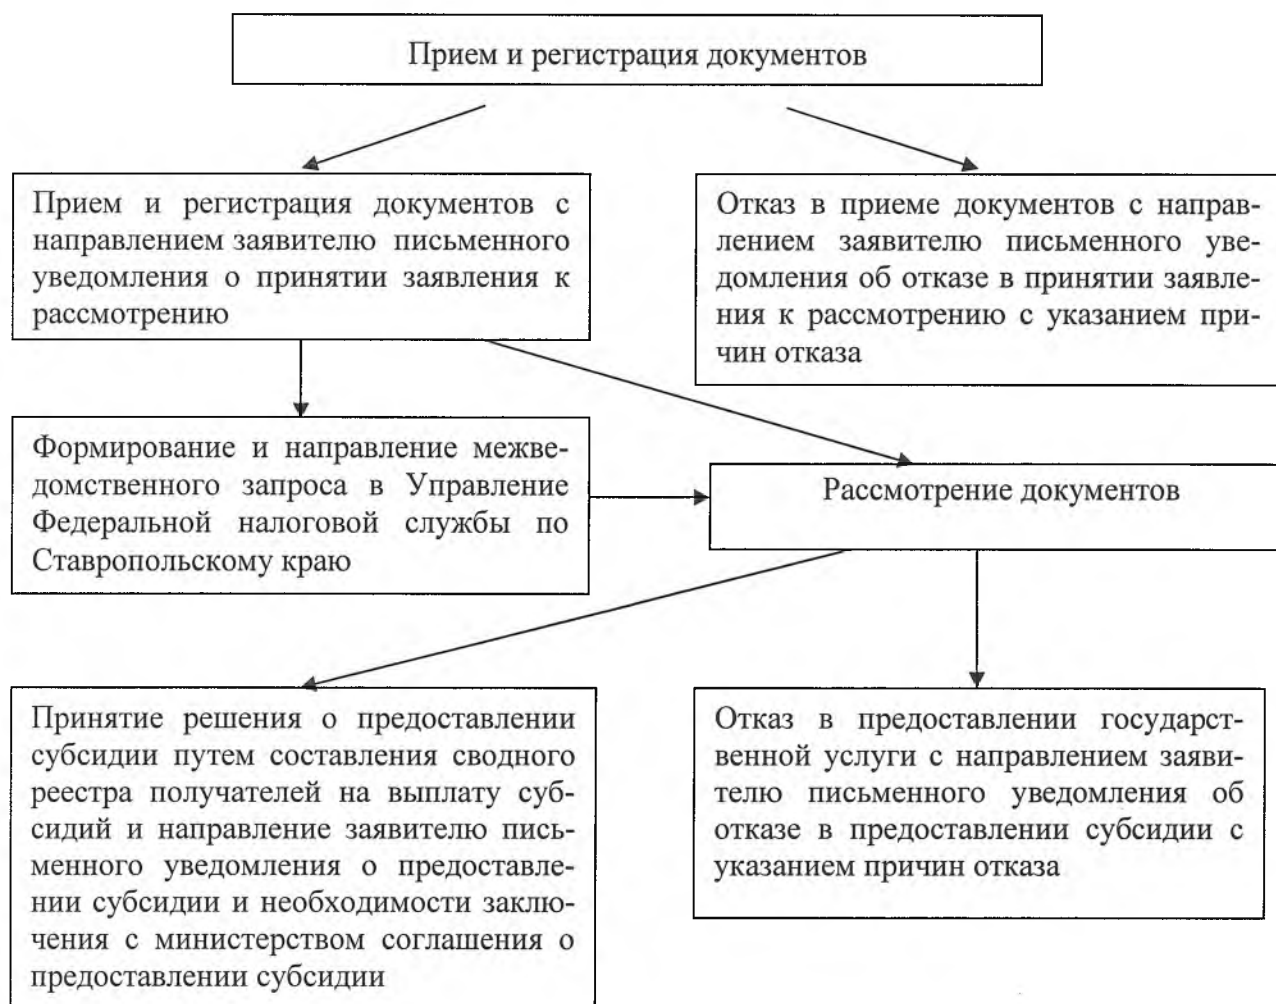 Прием и регистрация документов
Прием и регистрация документов с
направлением заявителю письменного
уведомления о принятии заявления к
рассмотрению
Отказ в приеме документов с направ-
лением заявителю письменного уве-
домления об отказе в принятии заявле-
ния к рассмотрению с указанием при-
чин отказа
Формирование и направление межве-
домственного запроса в Управление
Федеральной налоговой службы по
Ставропольскому краю
Рассмотрение документов
Принятие решения о предоставлении
субсидии путем составления сводного
реестра получателей на выплату суб-
сидий и направление заявителю пись-
менного уведомления о предоставле-
нии субсидии и необходимости заклю-
чения с министерством соглашения о
предоставлении субсидии
Отказ в предоставлении государст-
венной услуги с направлением заяви-
телю письменного уведомления об
отказе в предоставлении субсидии с
указанием причин отказа